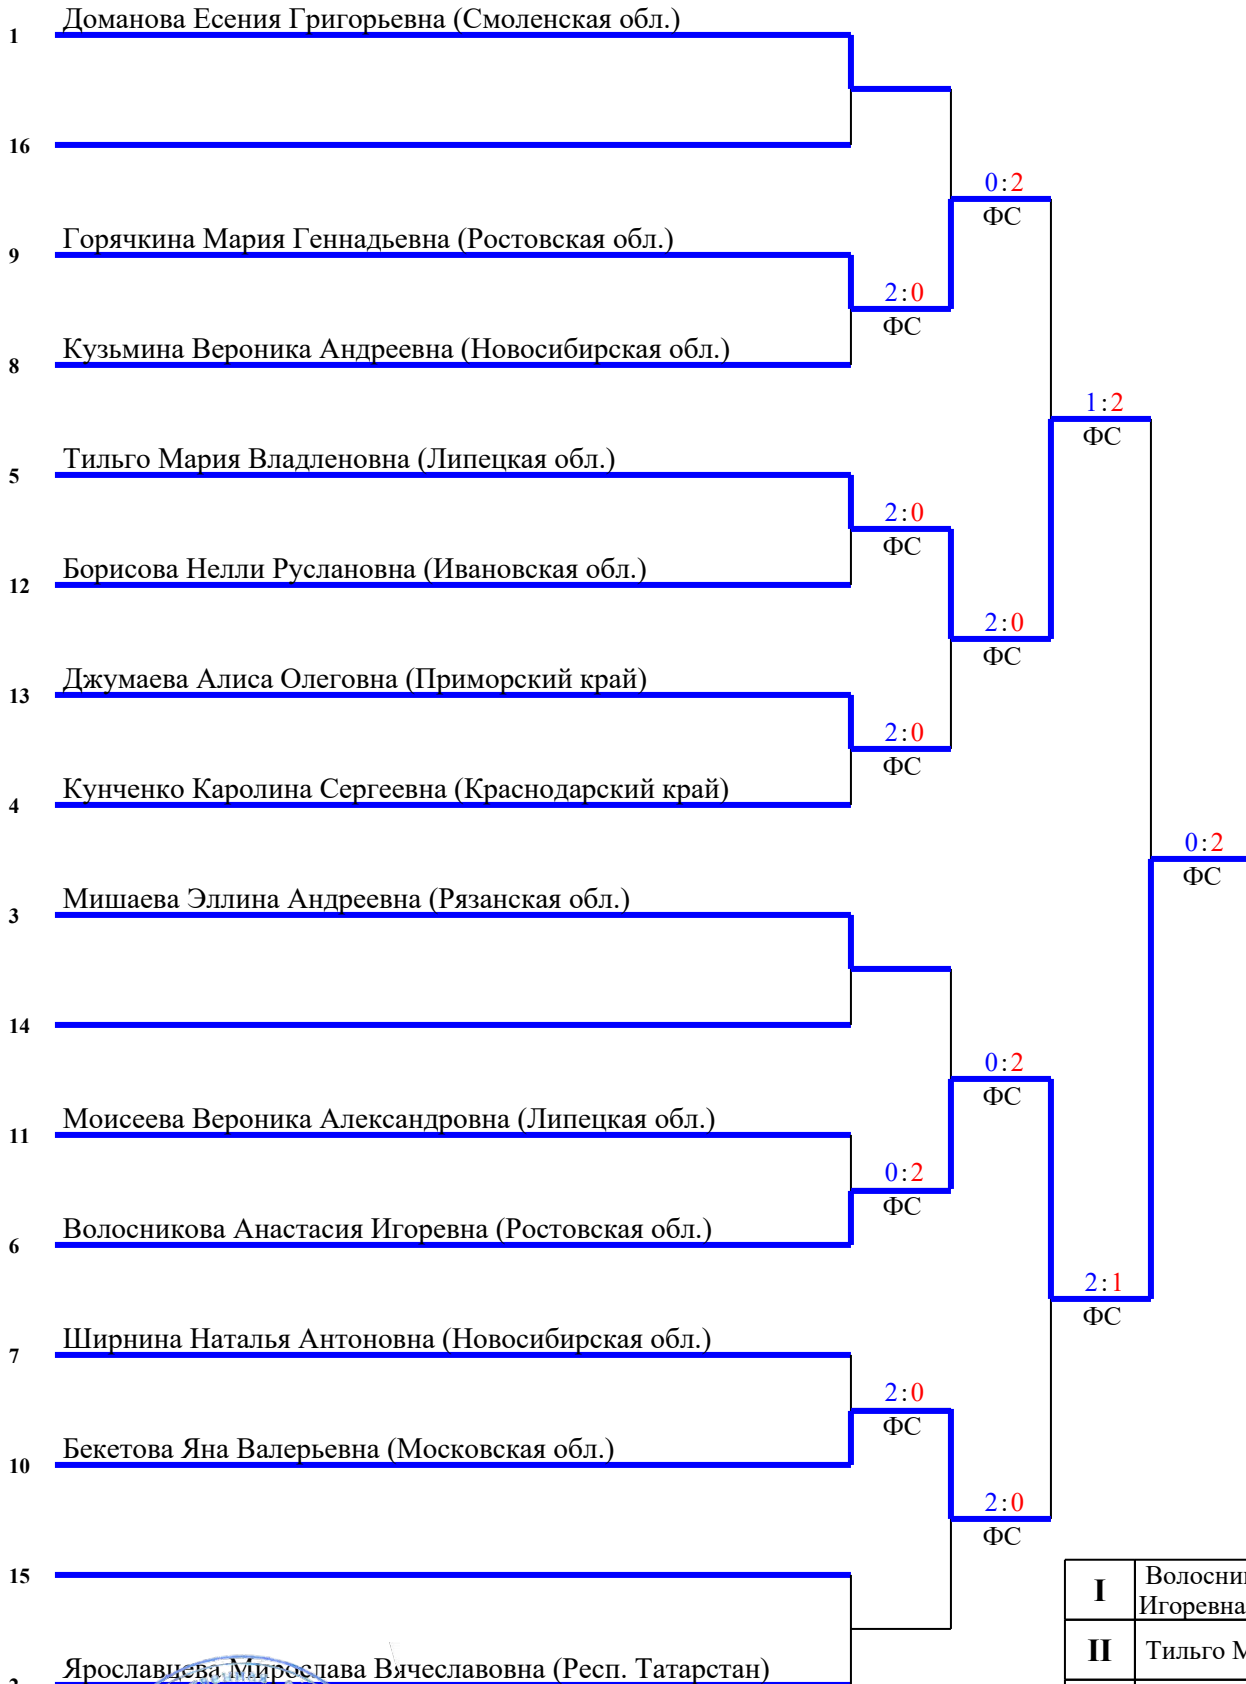 Доманова Есения Григорьевна (Смоленская обл.)
1
16
0:2
ФС
Горячкина Мария Геннадьевна (Ростовская обл.)
9
2:0
ФС
Кузьмина Вероника Андреевна (Новосибирская обл.)
8
1:2
ФС
Тильго Мария Владленовна (Липецкая обл.)
5
2:0
ФС
Борисова Нелли Руслановна (Ивановская обл.)
12
2:0
ФС
Джумаева Алиса Олеговна (Приморский край)
13
2:0
ФС
Кунченко Каролина Сергеевна (Краснодарский край)
4
0:2
ФС
Мишаева Эллина Андреевна (Рязанская обл.)
3
14
0:2
ФС
Моисеева Вероника Александровна (Липецкая обл.)
11
0:2
ФС
Волосникова Анастасия Игоревна (Ростовская обл.)
6
2:1
ФС
Ширнина Наталья Антоновна (Новосибирская обл.)
7
2:0
ФС
Бекетова Яна Валерьевна (Московская обл.)
10
2:0
ФС
15
I
Игоревна
II Тильго
Ярославцева Мирослава Вячеславовна (Респ. Татарстан)